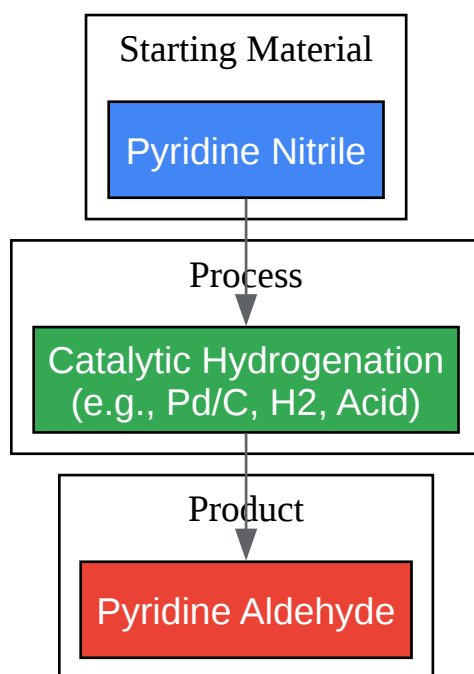 Starting Material
Pyridine Nitrile
Process
Catalytic Hydrogenation
(e.g., Pd/C, H2, Acid)
Product
Pyridine Aldehyde